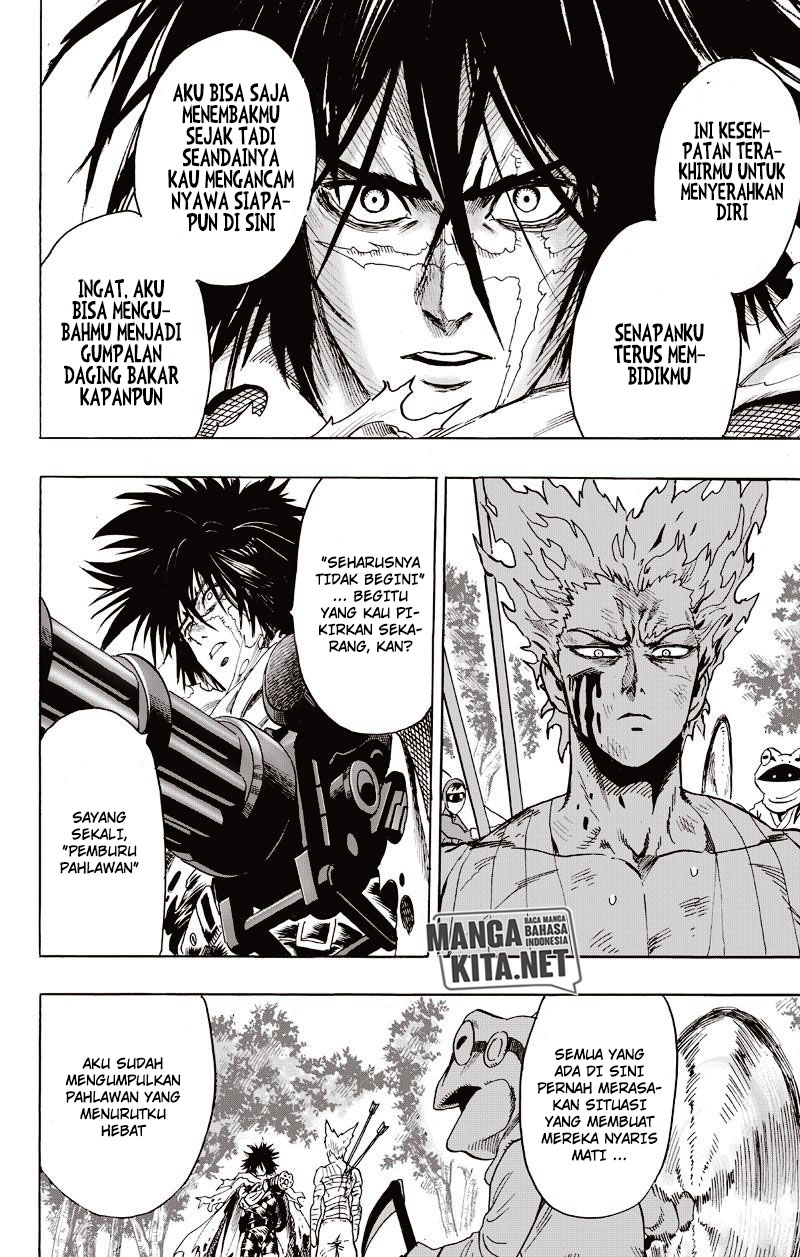 INI KESEM-
PATAN TERA-
KHIRMU UNTUK
MENYERAHKAN
DIRI
SENAPANKU
TERUS MEM-
BIDIKMU
AKU BISA SAJA
MENEMBAKMU
SEJAK TADI
SEANDAINYA
KAU MENGANCAM
NYAWA SIAPA-
PUN DI SINI
INGAT, AKU
BISA MENGU-
BAHMU MENJADI
GUMPALAN
DAGING BAKAR
KAPANPUN
"SEHARUSNYA
TIDAK BEGINI"
... BEGITU
YANG KAU PI-
KIRKAN SEKA-
RANG, KAN?
SAYANG
SEKALI,
"PEMBURU
PAHLAWAN"
MANGA
BACA MANGA
BAHASA
INDONESIA
KITA.NET
SEMUA YANG
ADA DI SINI
PERNAH MERASA-
KAN SITUASI
YANG MEMBUAT
MEREKA NYARIS
MATI ...
AKU SUDAH
MENGUMPULKAN
PAHLAWAN YANG
MENURUTKU
HEBAT